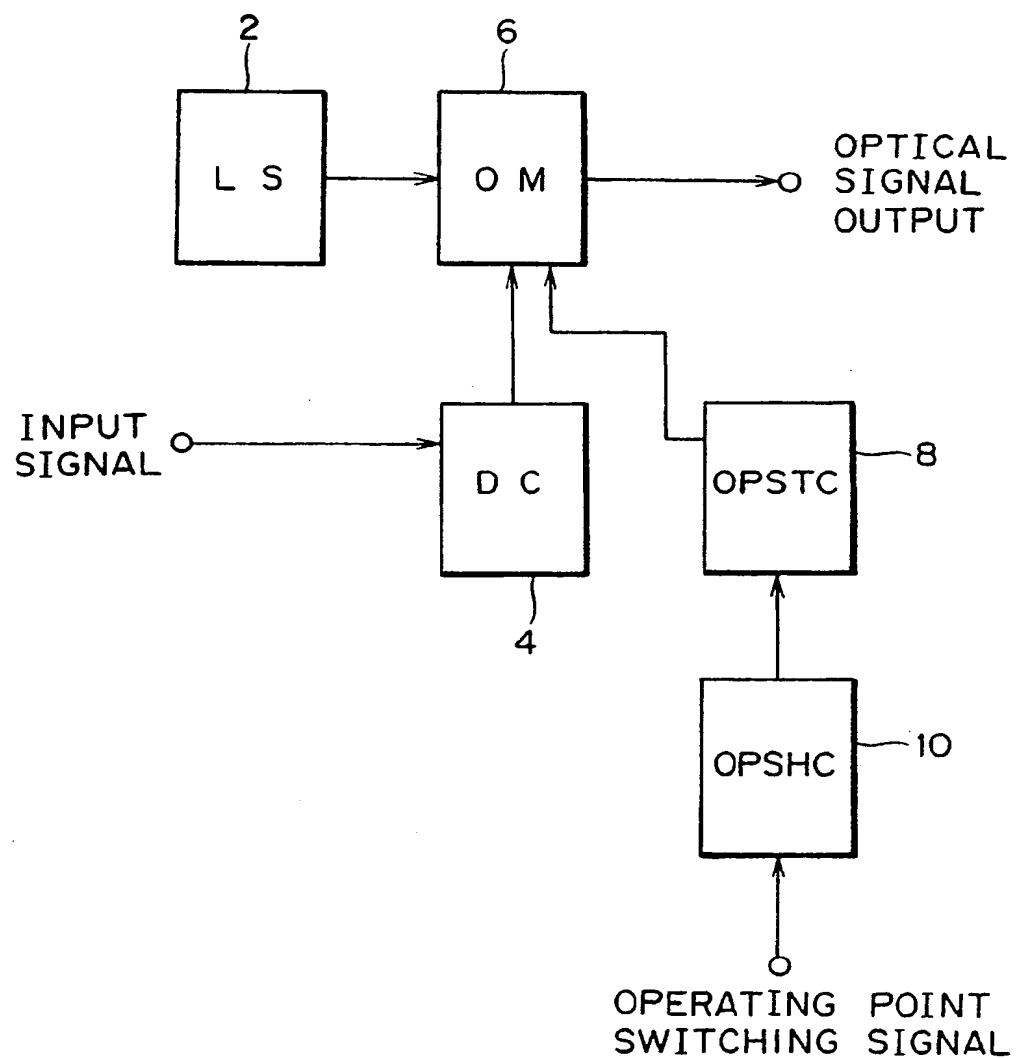 2
6
L S
O M
OPTICAL
SIGNAL
OUTPUT
INPUT
SIGNAL
D C
OPSTC
8
4
OPSHC
10
OPERATING POINT
SWITCHING SIGNAL